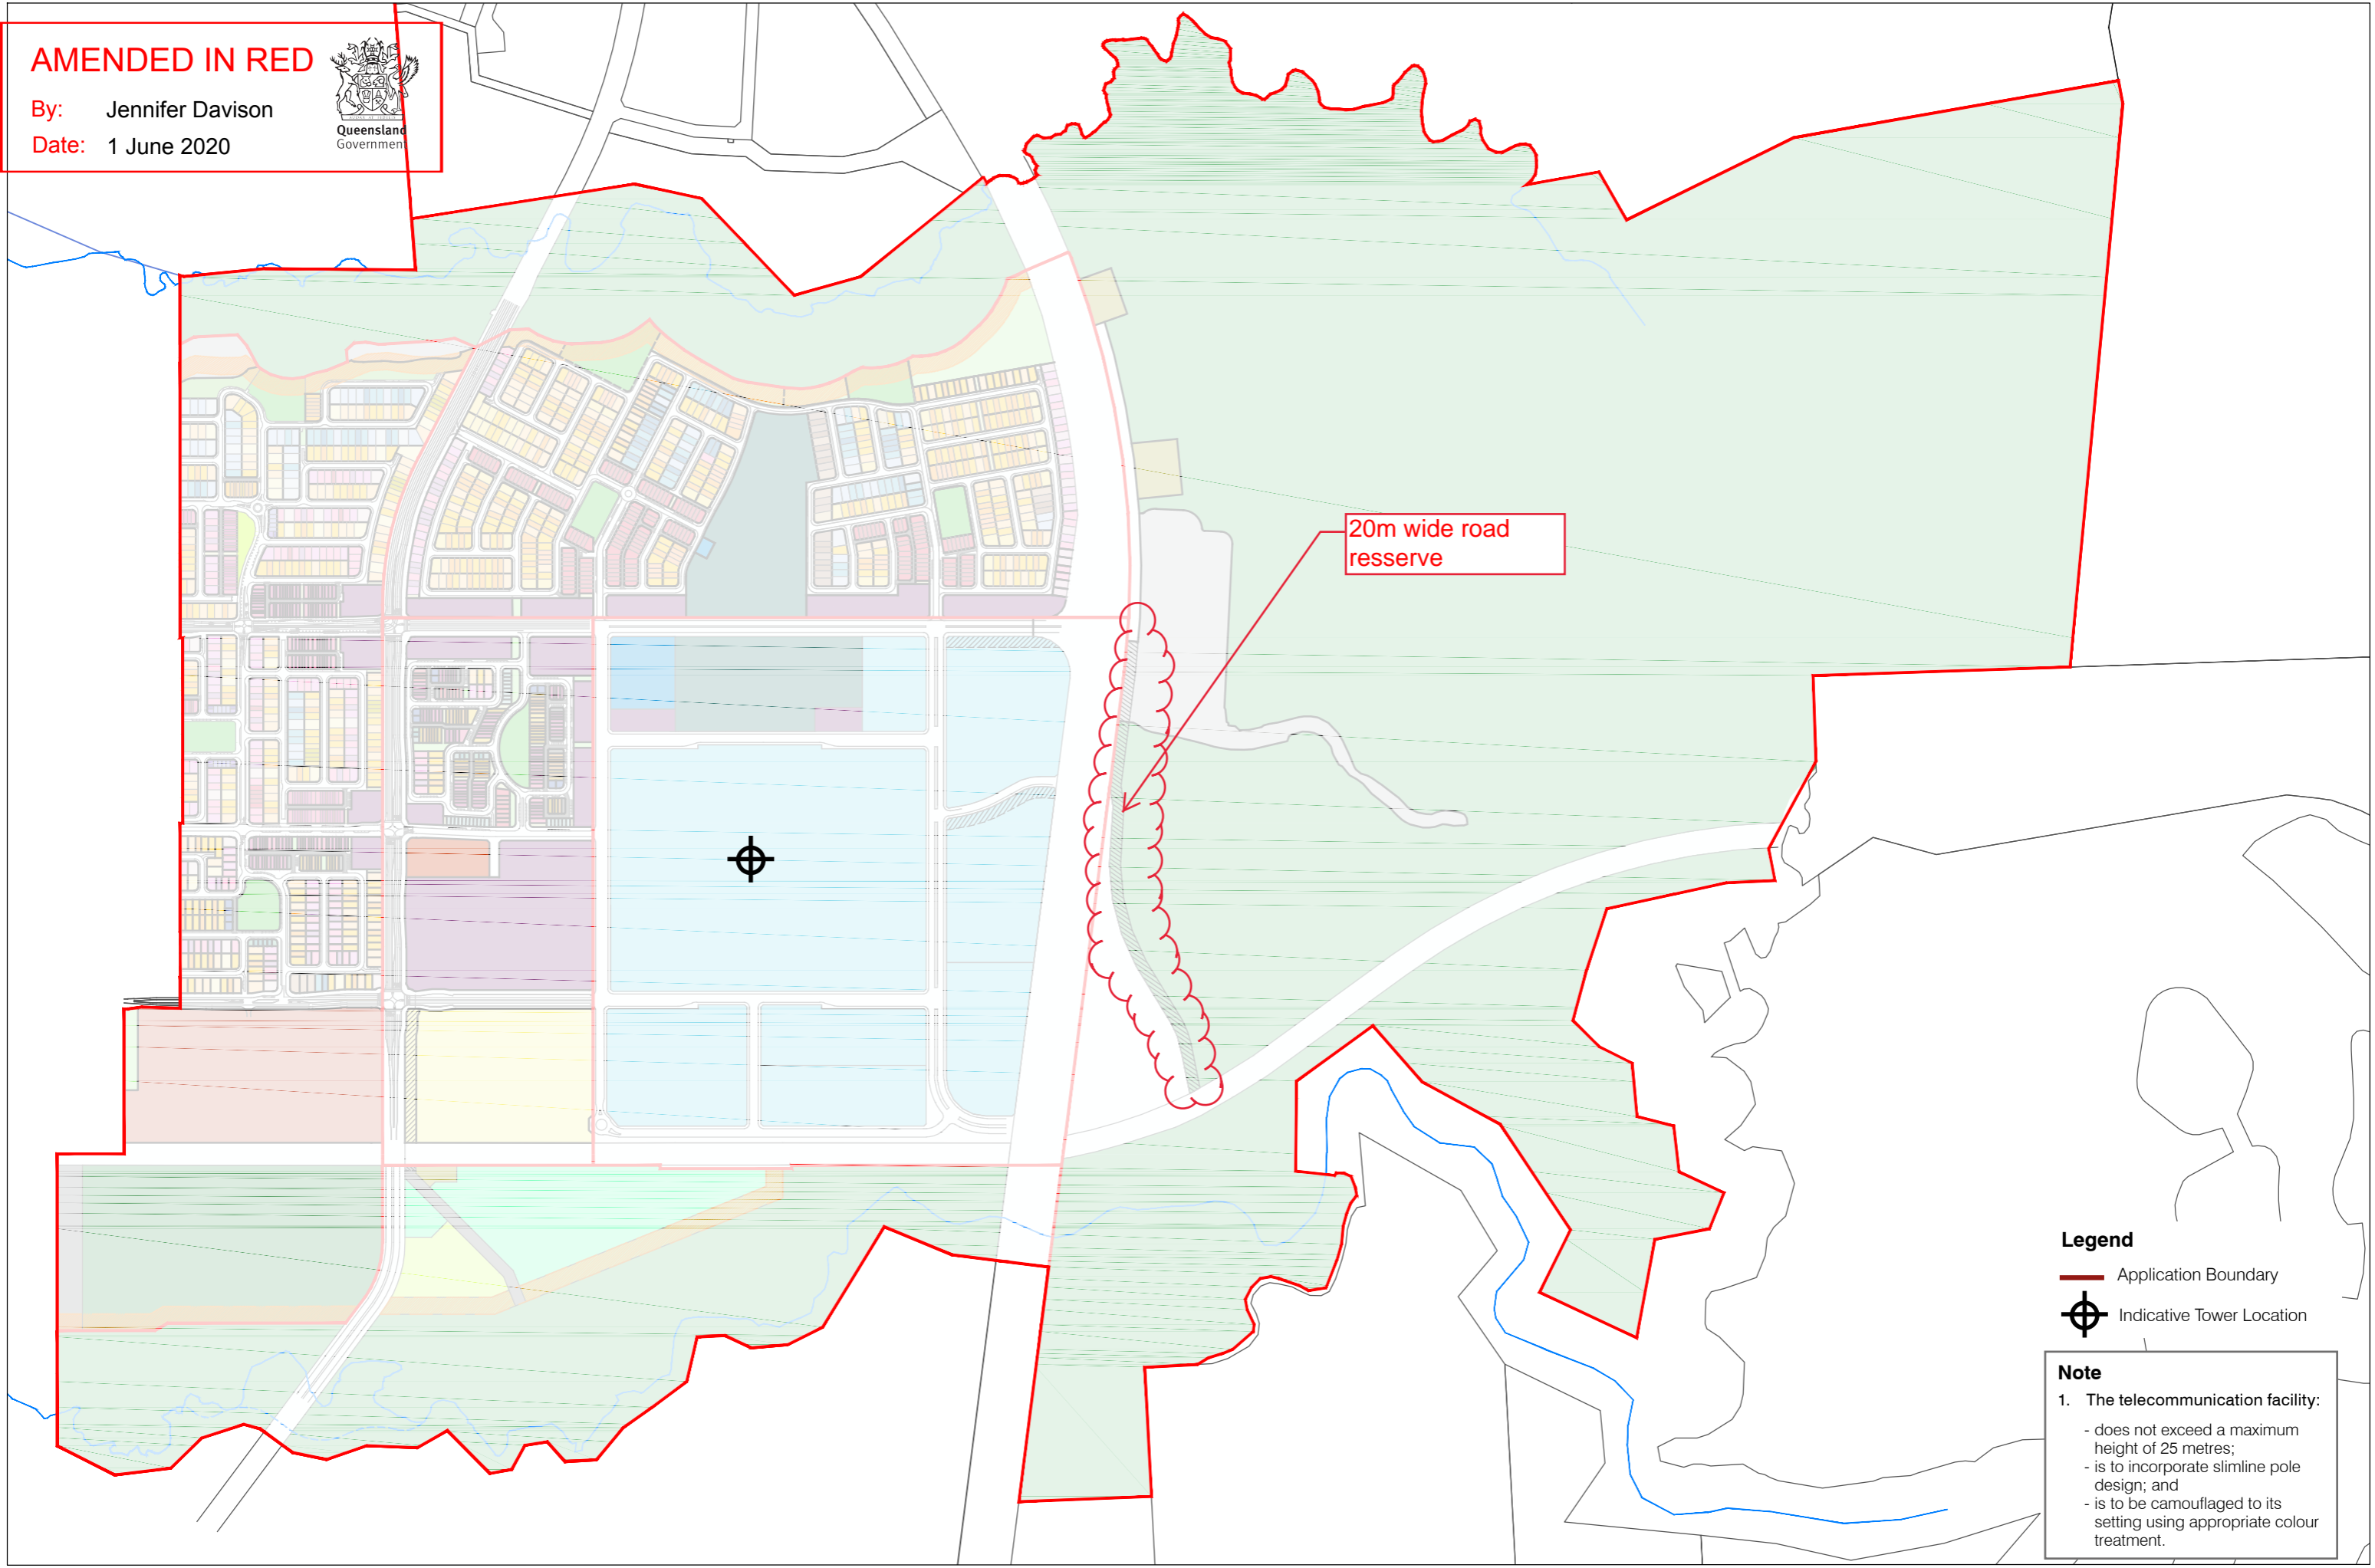 AMENDED IN RED
By: Jennifer Davison
Date: 1 June 2020
Queensland
Government
20m wide road
resserve
Legend
Application Boundary
Indicative Tower Location
Note
1. The telecommunication facility:
- does not exceed a maximum
height of 25 metres;
- is to incorporate slimline pole
design; and
- is to be camouflaged to its
setting using appropriate colour
treatment.